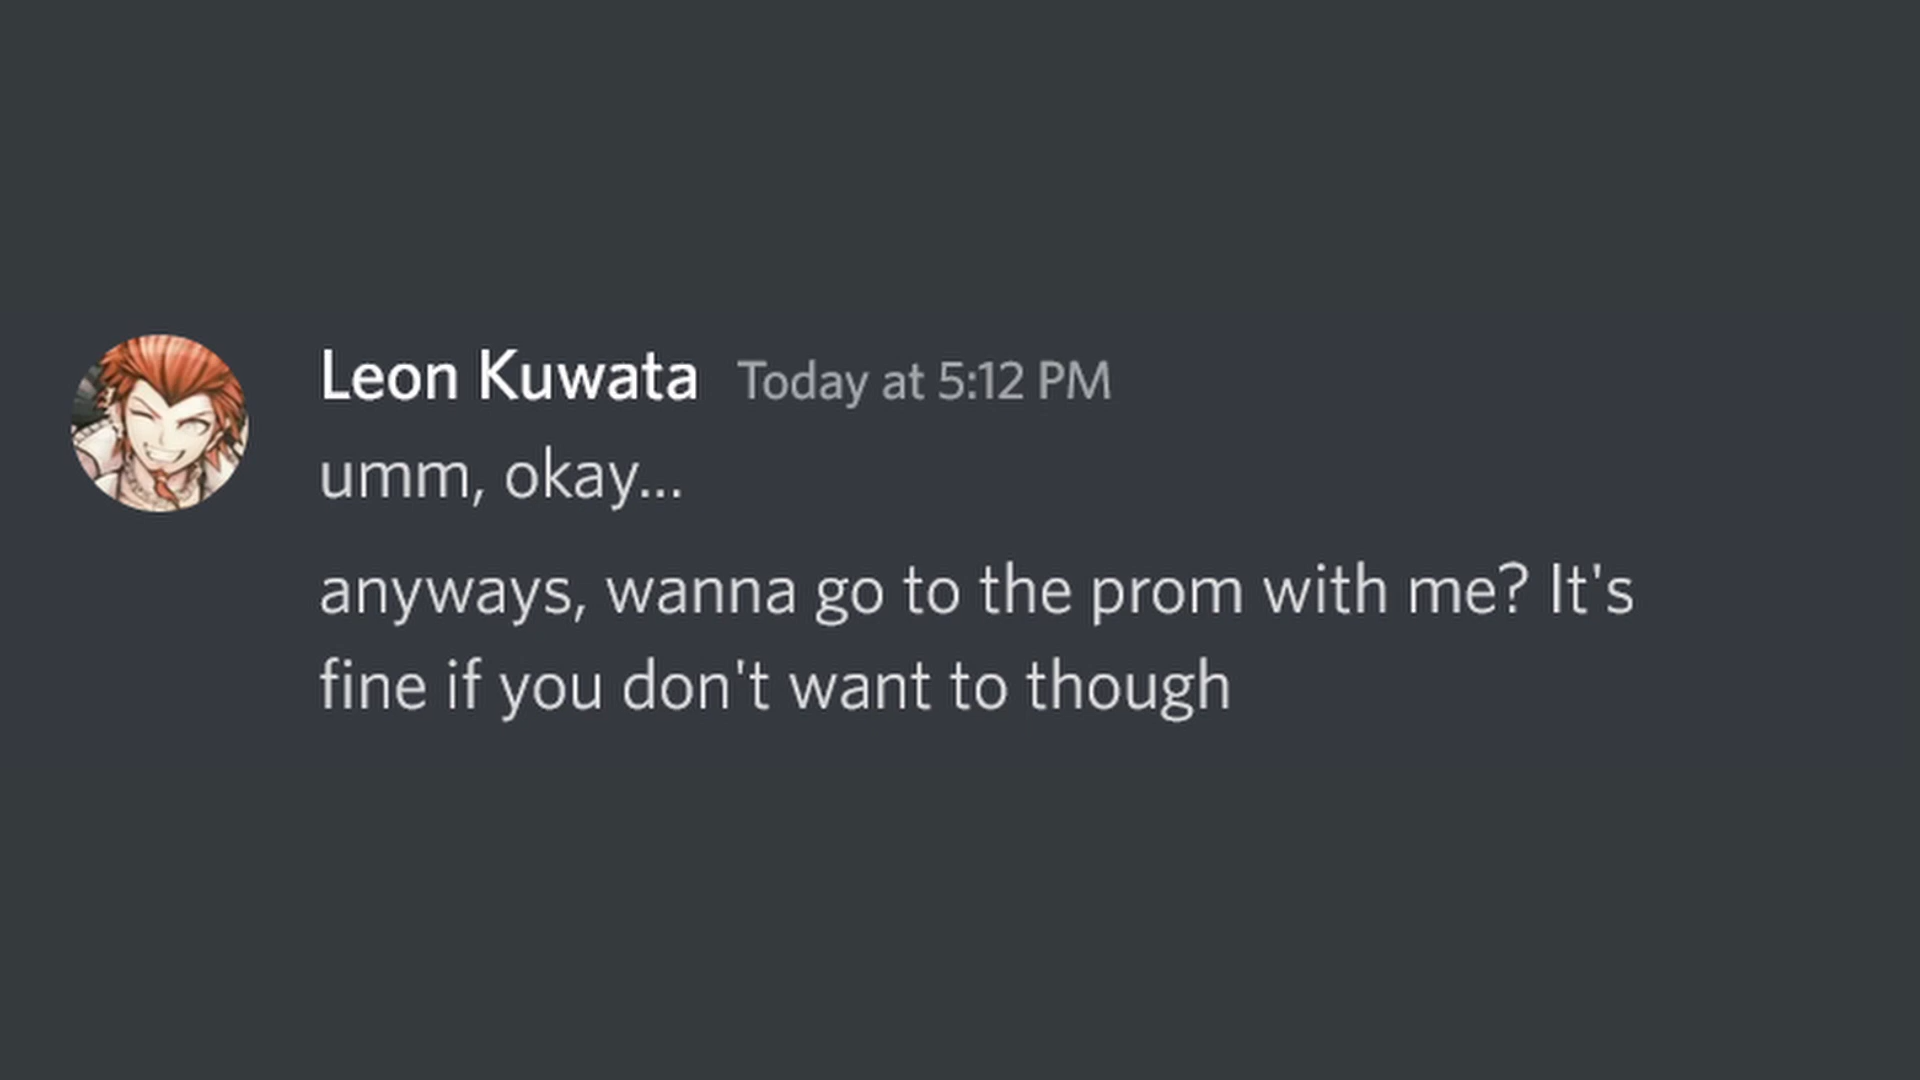 Leon Kuwata Today at 5:12 PM
umm, okay...
anyways, wanna go to the prom with me? It's
fine if you don't want to though